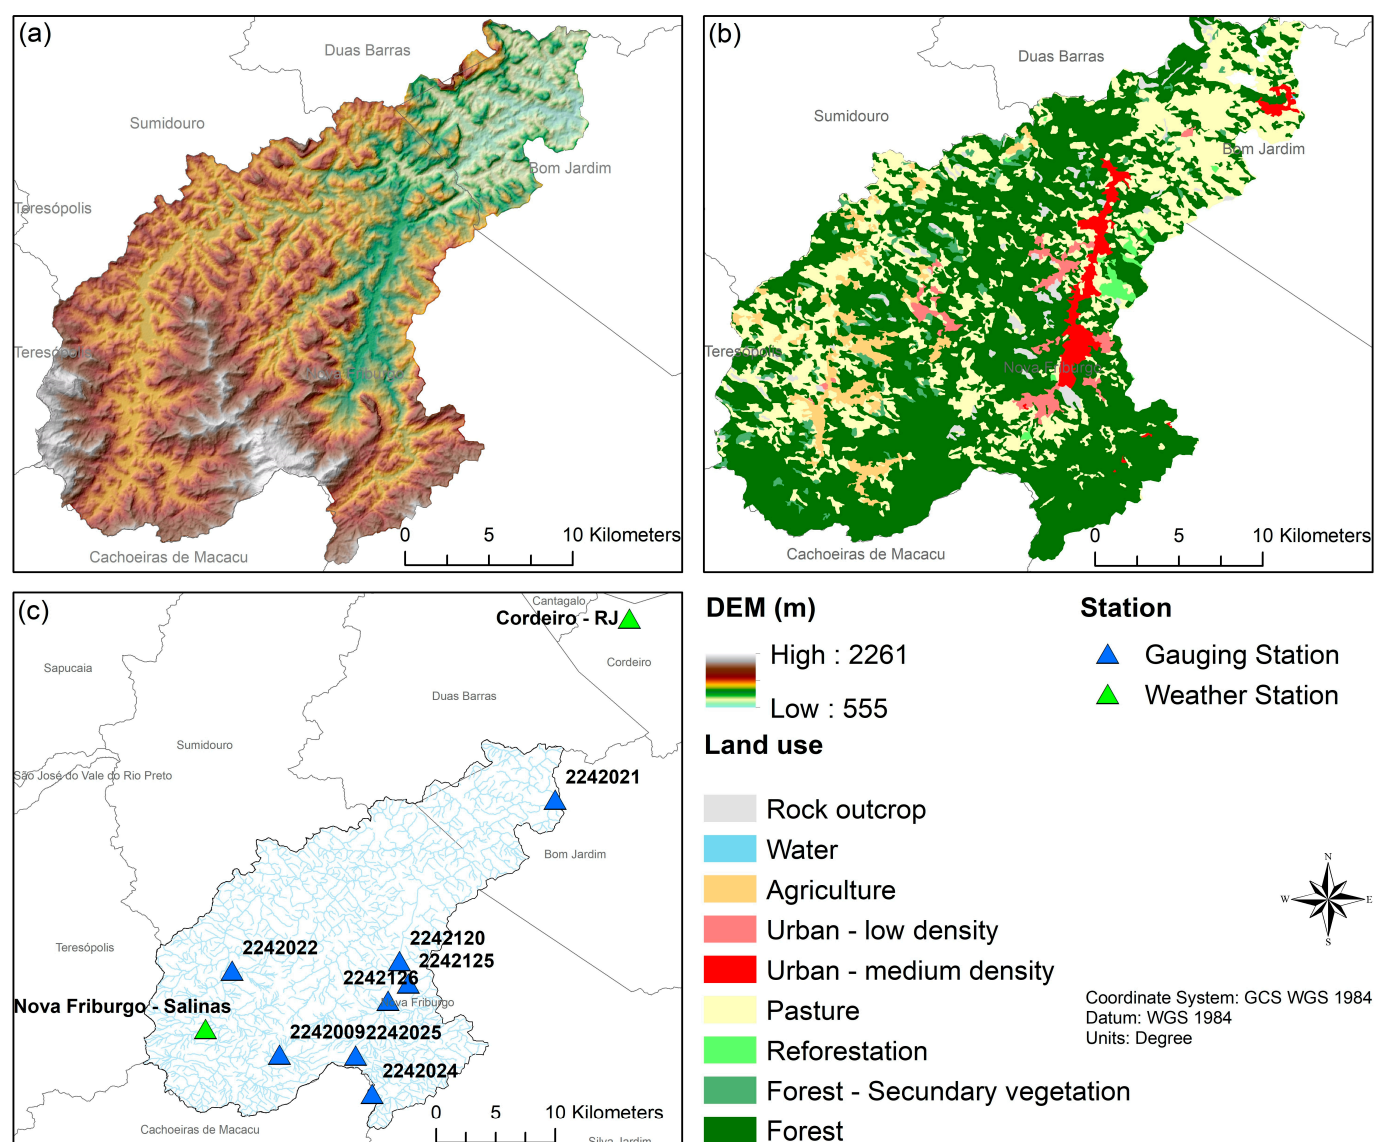 (a)
Duas Barras
Sumidouro
Bom Jardim
Teresópolis
Teresópolis
Nova Friburgo
0 5 10 Kilometers
Cachoeiras de Macacu
(b)
Duas Barras
Sumidouro
Bom Jardim
Teresópolis
Nova Friburgo
0 5 10 Kilometers
Cachoeiras de Macacu
(c)
Cantagalo
Cordeiro - RJ
Cordeiro
Sapucaia
Duas Barras
Sumidouro
São José do Vale do Rio Preto
2242021
Bom Jardim
Teresópolis
2242022
2242120
2242125
2242126
Nova Friburgo
Nova Friburgo - Salinas
2242009
2242025
2242024
0 5 10 Kilometers
Cachoeiras de Macacu
Silva Jardim
DEM (m)
High : 2261
Low : 555
Station
Gauging Station
Weather Station
Land use
Rock outcrop
Water
Agriculture
Urban - low density
Urban - medium density
Pasture
Reforestation
Forest - Secundary vegetation
Forest
N
W
E
S
Coordinate System: GCS WGS 1984
Datum: WGS 1984
Units: Degree